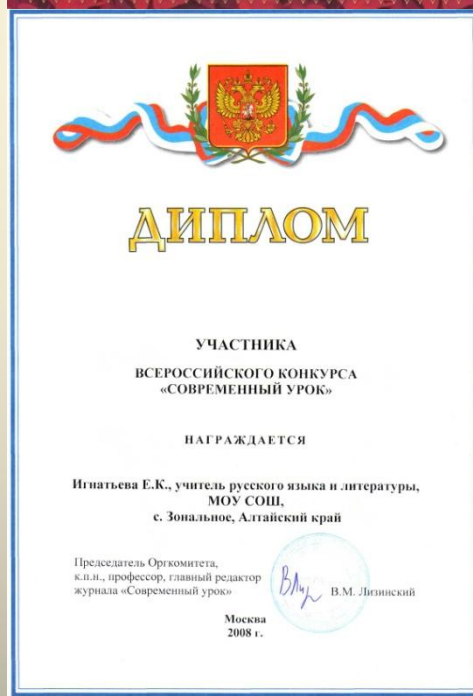 ДИПЛОМ
УЧАСТНИКА
ВСЕРОССИЙСКОГО КОНКУРСА
«СОВРЕМЕННЫЙ УРОК»
НАГРАЖДАЕТСЯ
Игнатьева Е.К., учитель русского языка и литературы,
МОУ СОШ,
с. Зональное, Алтайский край
Председатель Оргкомитета,
к.п.н., профессор, главный редактор
журнала «Современный урок»
В.М. Лизинский
Москва
2008 г.